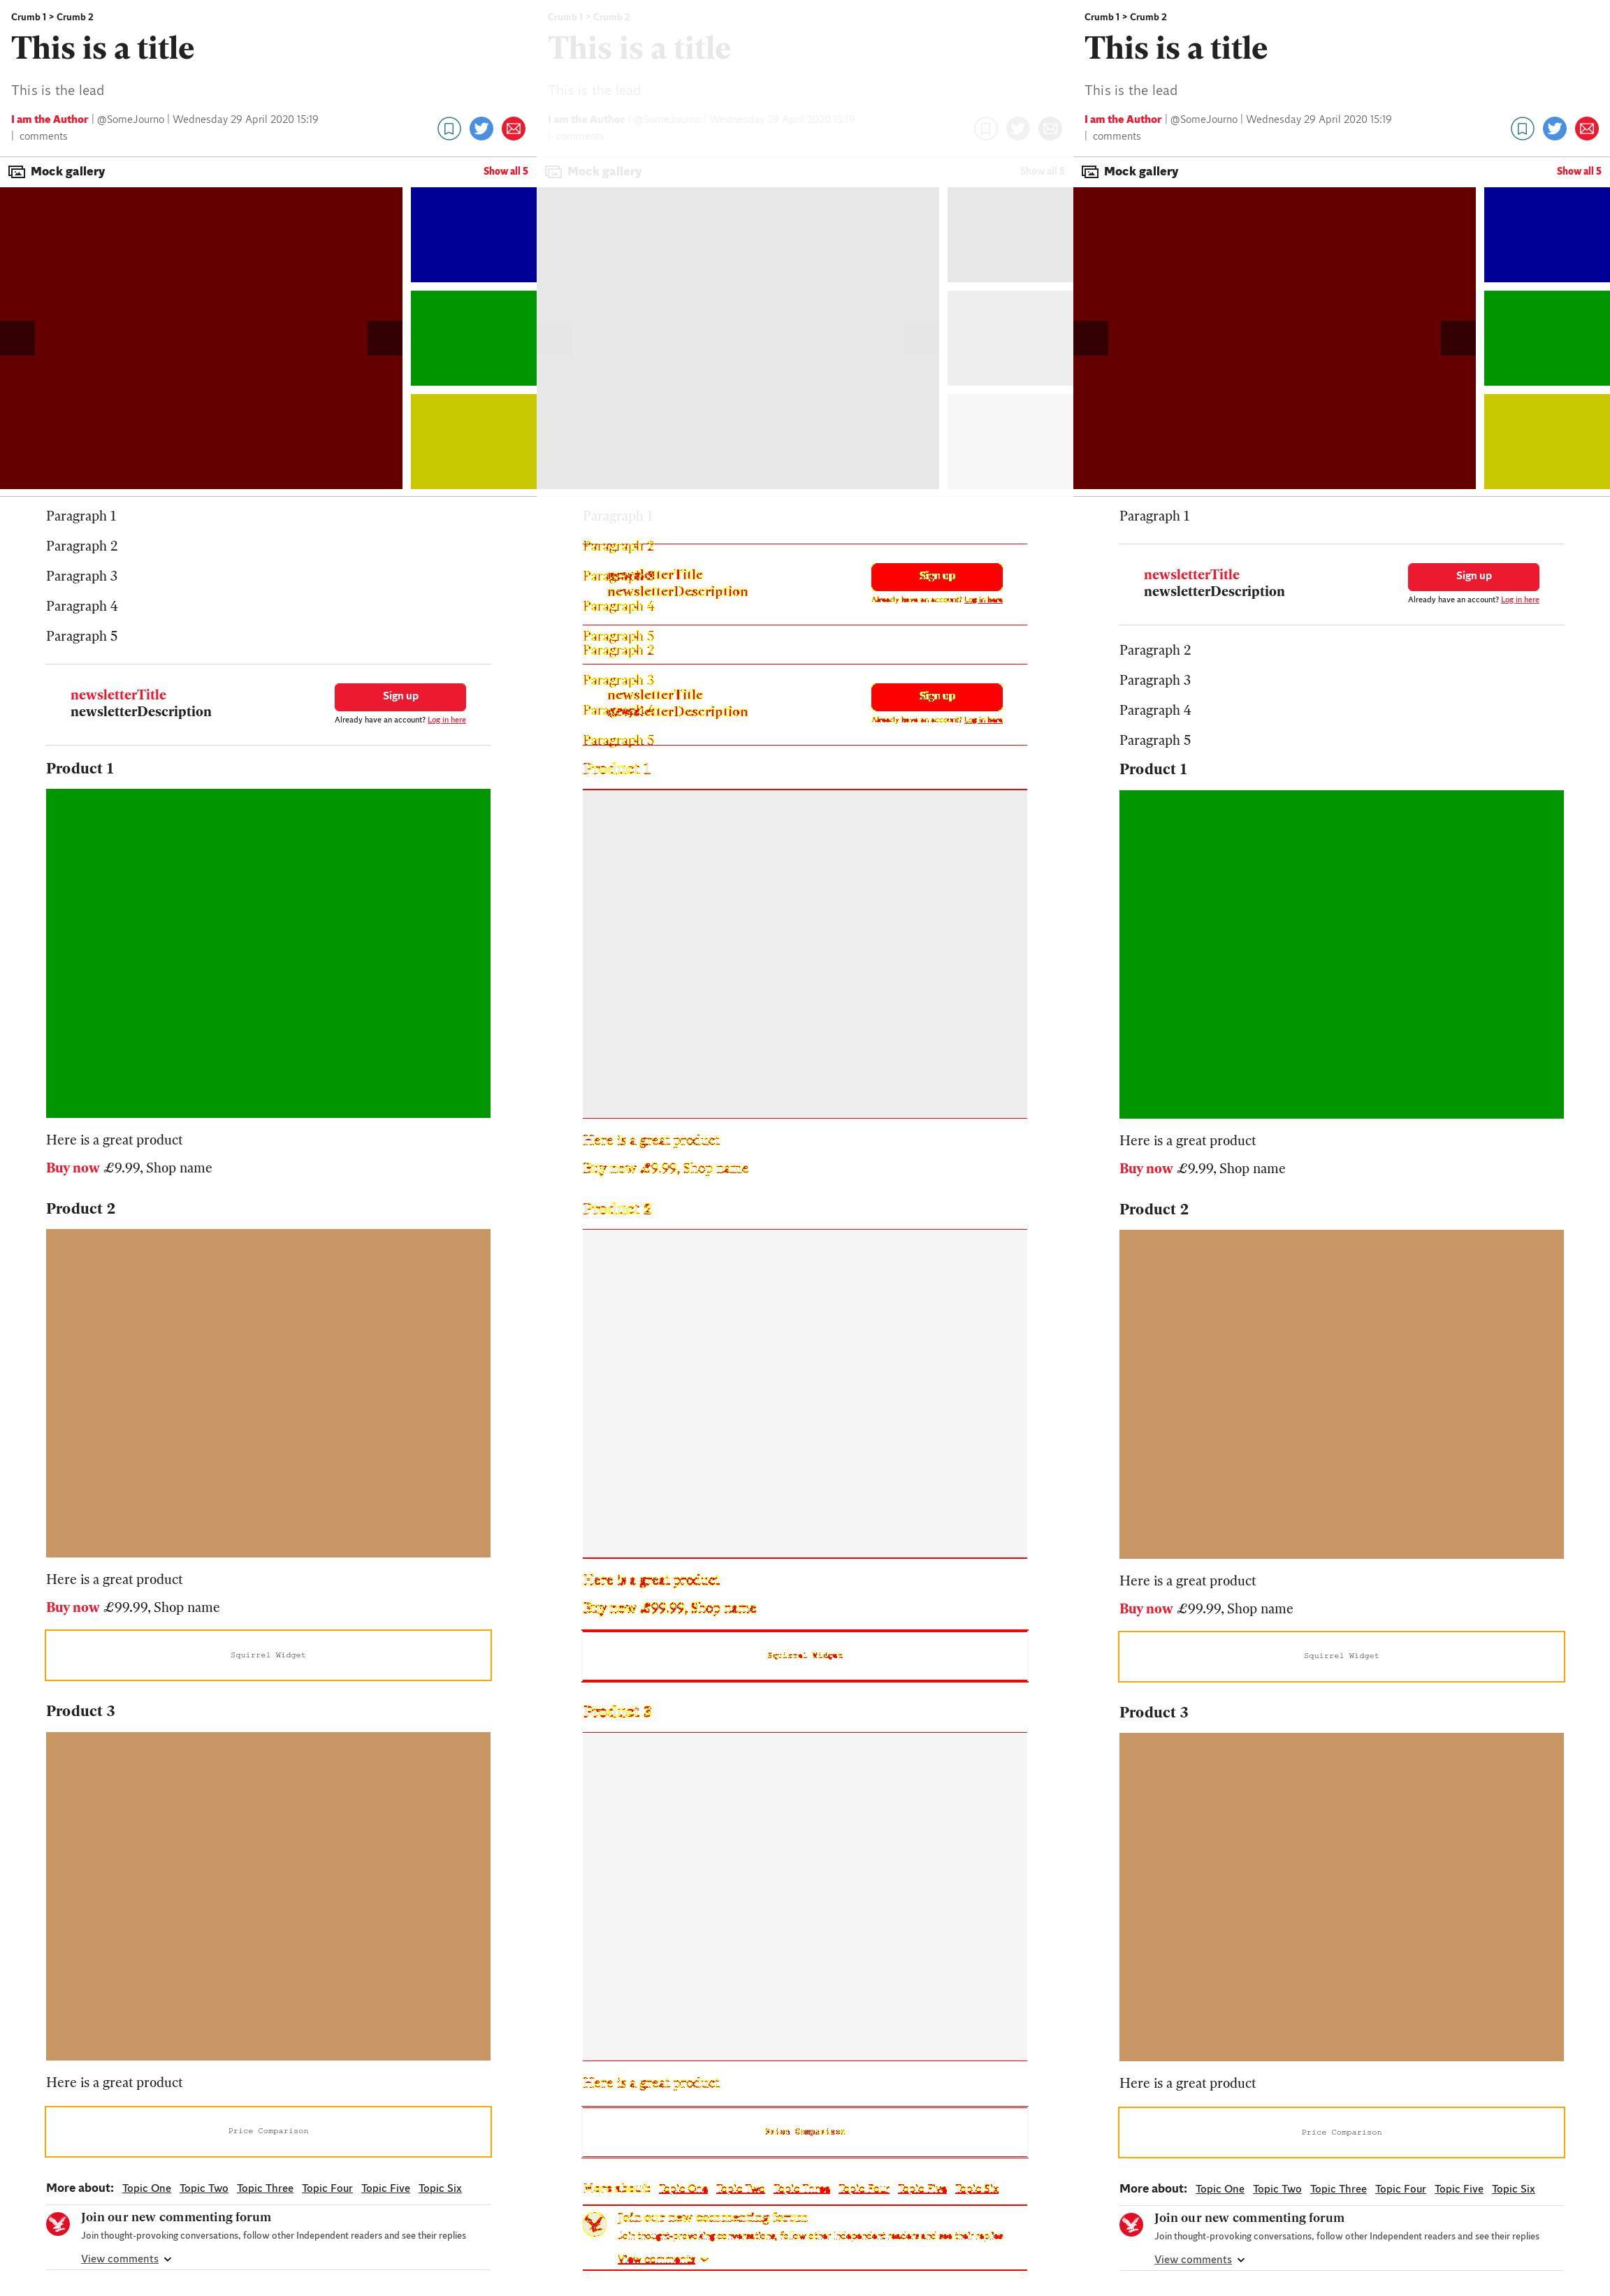 Crumb 1 > Crumb 2
This is a title
This is the lead
I am the Author | @SomeJourno | Wednesday 29 April 2020 15:19
| comments
Mock gallery
Show all 5
Paragraph 1
Paragraph 2
Paragraph 3
Paragraph 4
Paragraph 5
newsletterTitle
newsletterDescription
Sign up
Already have an account? Log in here
Product 1
Here is a great product
Buy now £9.99, Shop name
Product 2
Here is a great product
Buy now £99.99, Shop name
Squirrel Widget
Product 3
Here is a great product
Price Comparison
More about: Topic One Topic Two Topic Three Topic Four Topic Five Topic Six
Join our new commenting forum
Join thought-provoking conversations, follow other Independent readers and see their replies
View comments
Crumb 1 > Crumb 2
This is a title
This is the lead
I am the Author | @SomeJourno | Wednesday 29 April 2020 15:19
| comments
Mock gallery
Show all 5
Paragraph 1
Paragraph 2
Paragraph 3
newsletterTitle
newsletterDescription
Sign up
Already have an account? Log in here
Paragraph 4
Paragraph 5
Paragraph 2
Paragraph 3
newsletterTitle
newsletterDescription
Sign up
Already have an account? Log in here
Paragraph 4
Paragraph 5
Product 1
Here is a great product
Buy now £9.99, Shop name
Product 2
Here is a great product
Buy now £99.99, Shop name
Squirrel Widget
Product 3
Here is a great product
Price Comparison
More about: Topic One Topic Two Topic Three Topic Four Topic Five Topic Six
Join our new commenting forum
Join thought-provoking conversations, follow other Independent readers and see their replies
View comments
Crumb 1 > Crumb 2
This is a title
This is the lead
I am the Author | @SomeJourno | Wednesday 29 April 2020 15:19
| comments
Mock gallery
Show all 5
Paragraph 1
newsletterTitle
newsletterDescription
Sign up
Already have an account? Log in here
Paragraph 2
Paragraph 3
Paragraph 4
Paragraph 5
Product 1
Here is a great product
Buy now £9.99, Shop name
Product 2
Here is a great product
Buy now £99.99, Shop name
Squirrel Widget
Product 3
Here is a great product
Price Comparison
More about: Topic One Topic Two Topic Three Topic Four Topic Five Topic Six
Join our new commenting forum
Join thought-provoking conversations, follow other Independent readers and see their replies
View comments